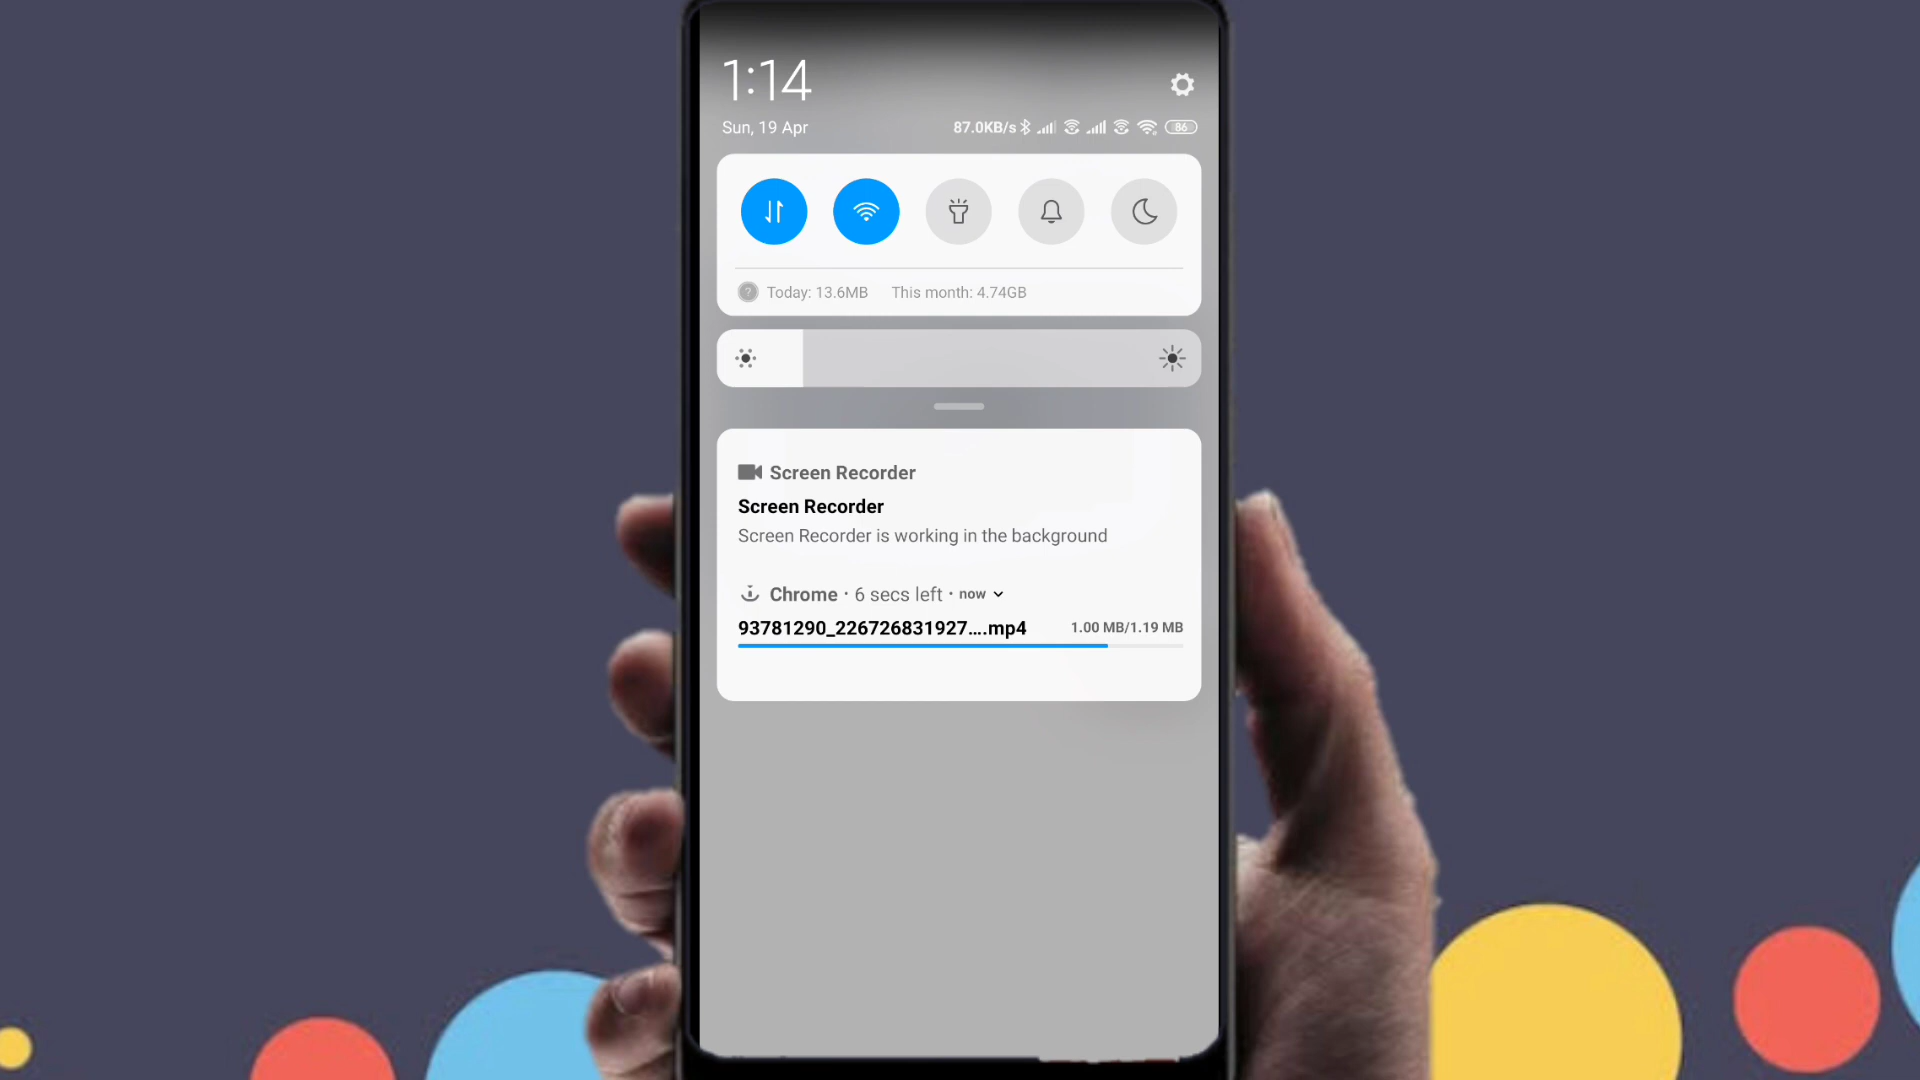 1:14
Sun, 19 Apr
87.0KB/s
86
Today: 13.6MB This month: 4.74GB
Screen Recorder
Screen Recorder
Screen Recorder is working in the background
Chrome · 6 secs left · now
93781290_226726831927....mp4 1.00 MB/1.19 MB